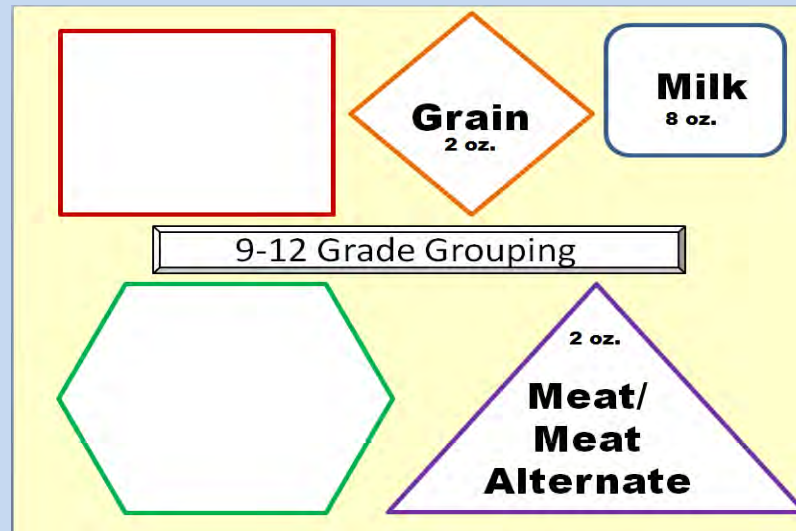 Grain
2 oz.
Milk
8 oz.
9-12 Grade Grouping
2 oz.
Meat/
Meat
Alternate